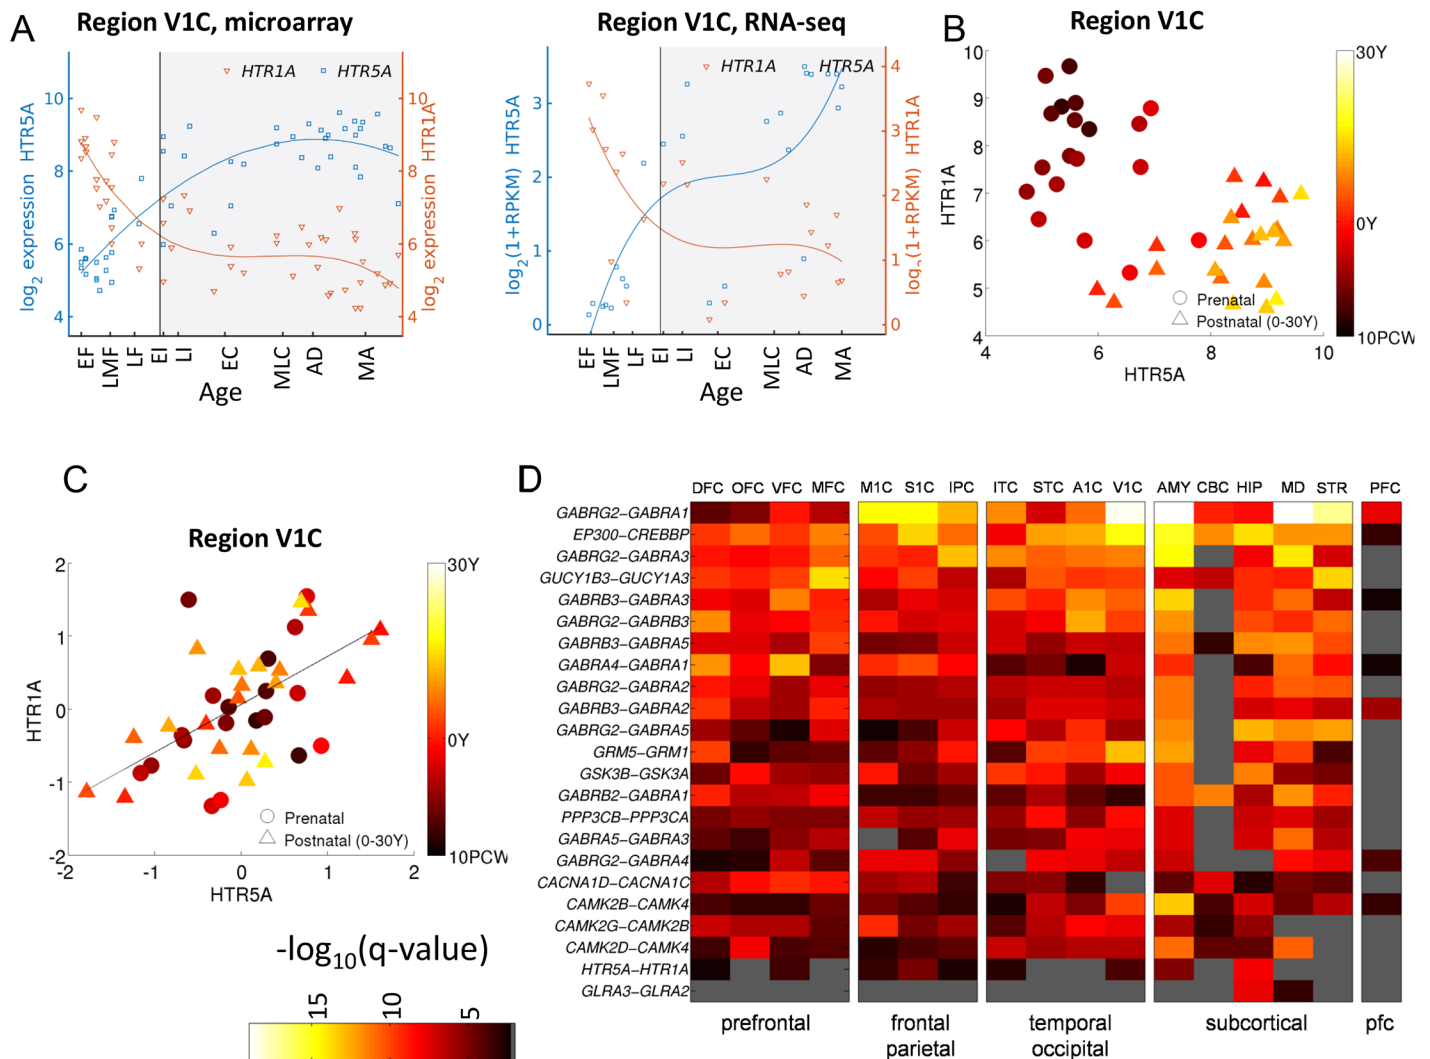 A
Region V1C, microarray
HTR1A HTR5A
log2 expression HTR5A
10
8
6
4
10
8
6
4
log2 expression HTR1A
EF LMF LF EI LI EC MLC AD MA
Age
Region V1C, RNA-seq
HTR1A HTR5A
log2(1+RPKM) HTR5A
3
2
1
0
4
3
2
1
0
log2(1+RPKM) HTR1A
EF LMF LF EI LI EC MLC AD MA
Age
B
Region V1C
HTR1A
10
9
8
7
6
5
4
4 6 8 10
HTR5A
Prenatal
Postnatal (0-30Y)
30Y
0Y
10PCW
C
Region V1C
HTR1A
2
1
0
-1
-2
-2 -1 0 1 2
HTR5A
Prenatal
Postnatal (0-30Y)
30Y
0Y
10PCW
-log10(q-value)
15 10 5
D
DFC OFC VFC MFC M1C S1C IPC ITC STC A1C V1C AMY CBC HIP MD STR PFC
GABRG2-GABRA1
EP300-CREBBP
GABRG2-GABRA3
GUCY1B3-GUCY1A3
GABRB3-GABRA3
GABRG2-GABRB3
GABRB3-GABRA5
GABRA4-GABRA1
GABRG2-GABRA2
GABRB3-GABRA2
GABRG2-GABRA5
GRM5-GRM1
GSK3B-GSK3A
GABRB2-GABRA1
PPP3CB-PPP3CA
GABRA5-GABRA3
GABRG2-GABRA4
CACNA1D-CACNA1C
CAMK2B-CAMK4
CAMK2G-CAMK2B
CAMK2D-CAMK4
HTR5A-HTR1A
GLRA3-GLRA2
prefrontal
frontal
parietal
temporal
occipital
subcortical
pfc